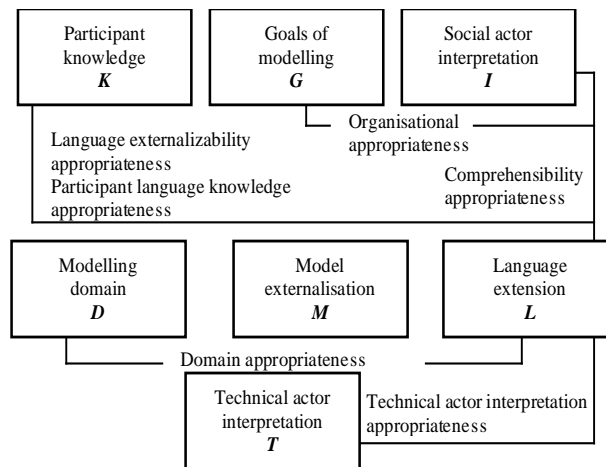 Participant
knowledge
K
Goals of
modelling
G
Social actor
interpretation
I
Organisational
appropriateness
Language externalizability
appropriateness
Participant language knowledge
appropriateness
Comprehensibility
appropriateness
Modelling
domain
D
Model
externalisation
M
Language
extension
L
Domain appropriateness
Technical actor
interpretation
T
Technical actor interpretation
appropriateness